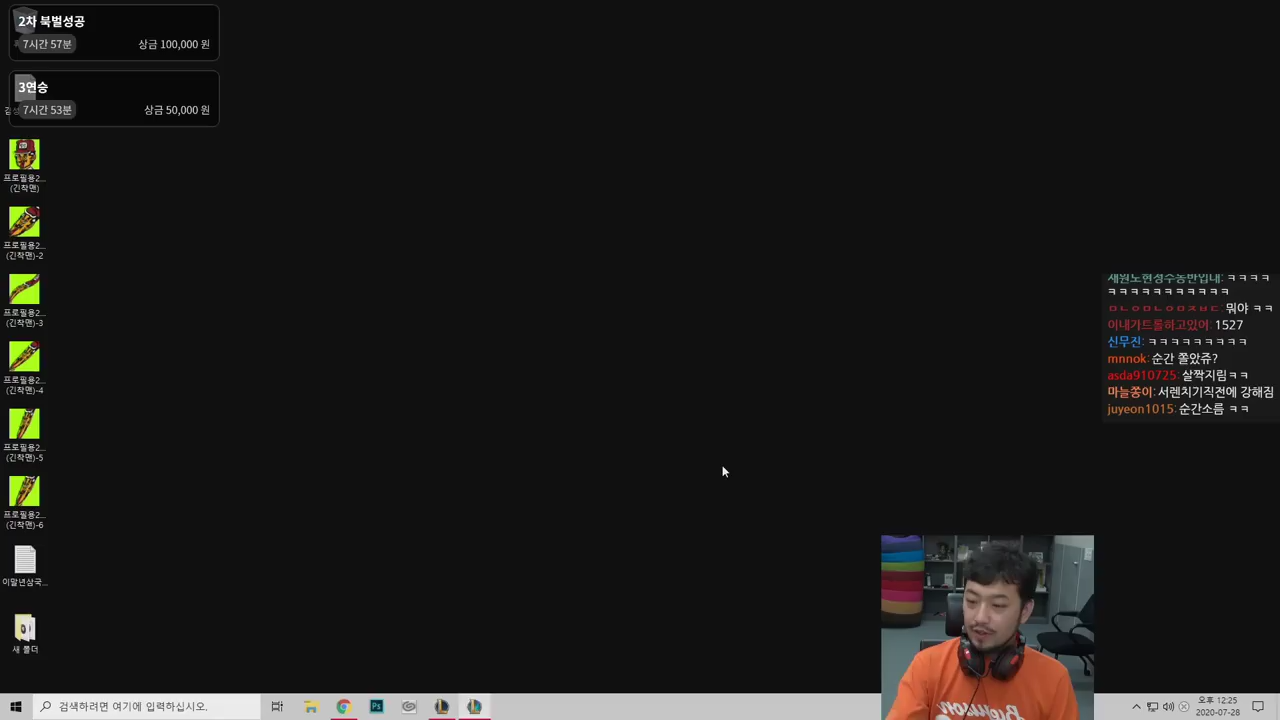 2차 북벌성공
7시간 57분
상금 100,000 원
3연승
7시간 53분
상금 50,000 원
프로필용2...
(긴착맨)
프로필용2...
(긴착맨)-2
프로필용2...
(긴착맨)-3
프로필용2...
(긴착맨)-4
프로필용2...
(긴착맨)-5
프로필용2...
(긴착맨)-6
이말년삼국...
새 폴더
ㅋㅋㅋㅋ
ㅋㅋㅋㅋㅋㅋㅋㅋㅋㅋㅋ
뭐야 ㅋㅋ
이내가트롤하고있어: 1527
신무진: ㅋㅋㅋㅋㅋㅋㅋㅋㅋ
mnnok: 순간 쫄았쥬?
asda910725: 살짝지림ㅋㅋ
마늘쫑이: 서렌치기직전에 강해짐
juyeon1015: 순간소름 ㅋㅋ
검색하려면 여기에 입력하십시오.
Ps
오후 12:25
2020-07-28